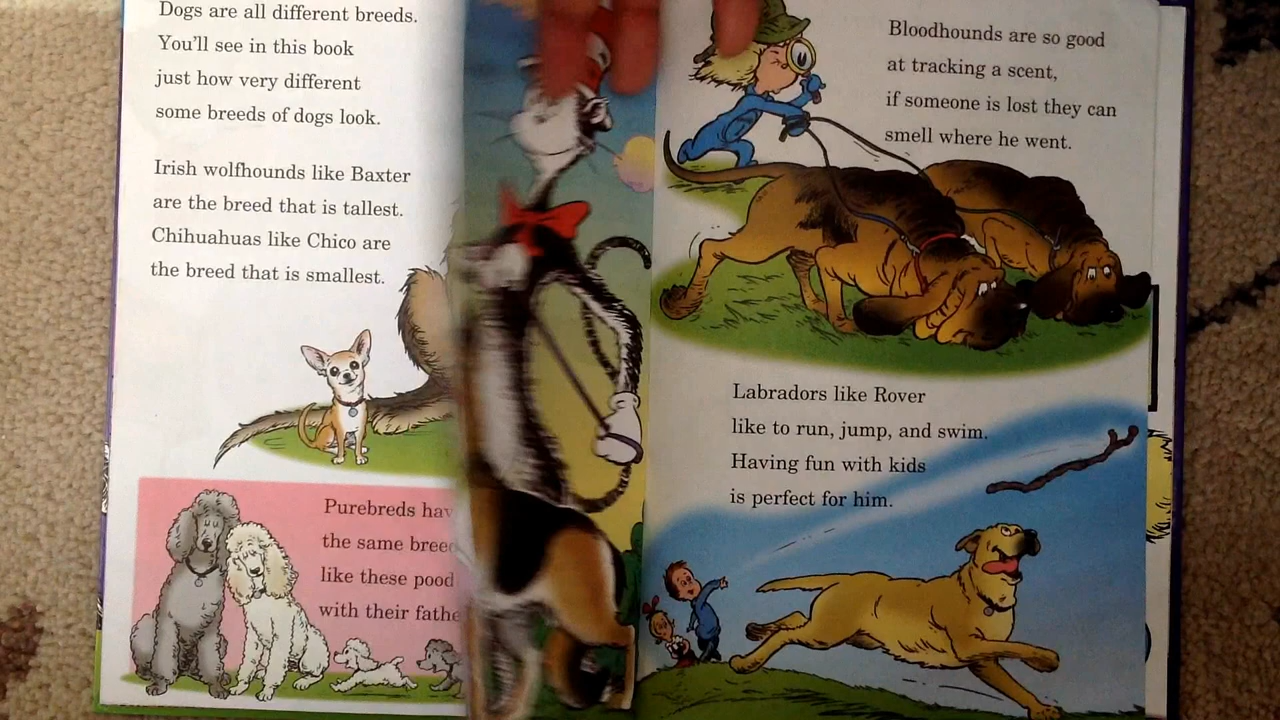 Dogs are all different breeds.
You'll see in this book
just how very different
some breeds of dogs look.
Irish wolfhounds like Baxter
are the breed that is tallest.
Chihuahuas like Chico are
the breed that is smallest.
Purebreds
the same
like these
with their
Bloodhounds are so good
at tracking a scent,
if someone is lost they can
smell where he went.
Labradors like Rover
like to run, jump, and swim.
Having fun with kids
is perfect for him.